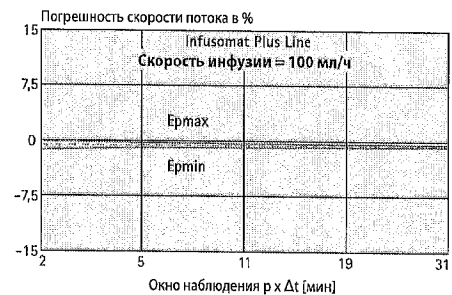 Погрешность скорости потока в %
Infusomat Plus Line
Скорость инфузии = 100 мл/ч
15
7,5
Epmax
0
Epmin
-7,5
-15
2 5 11 19 31
Окно наблюдения p x Δt [мин]